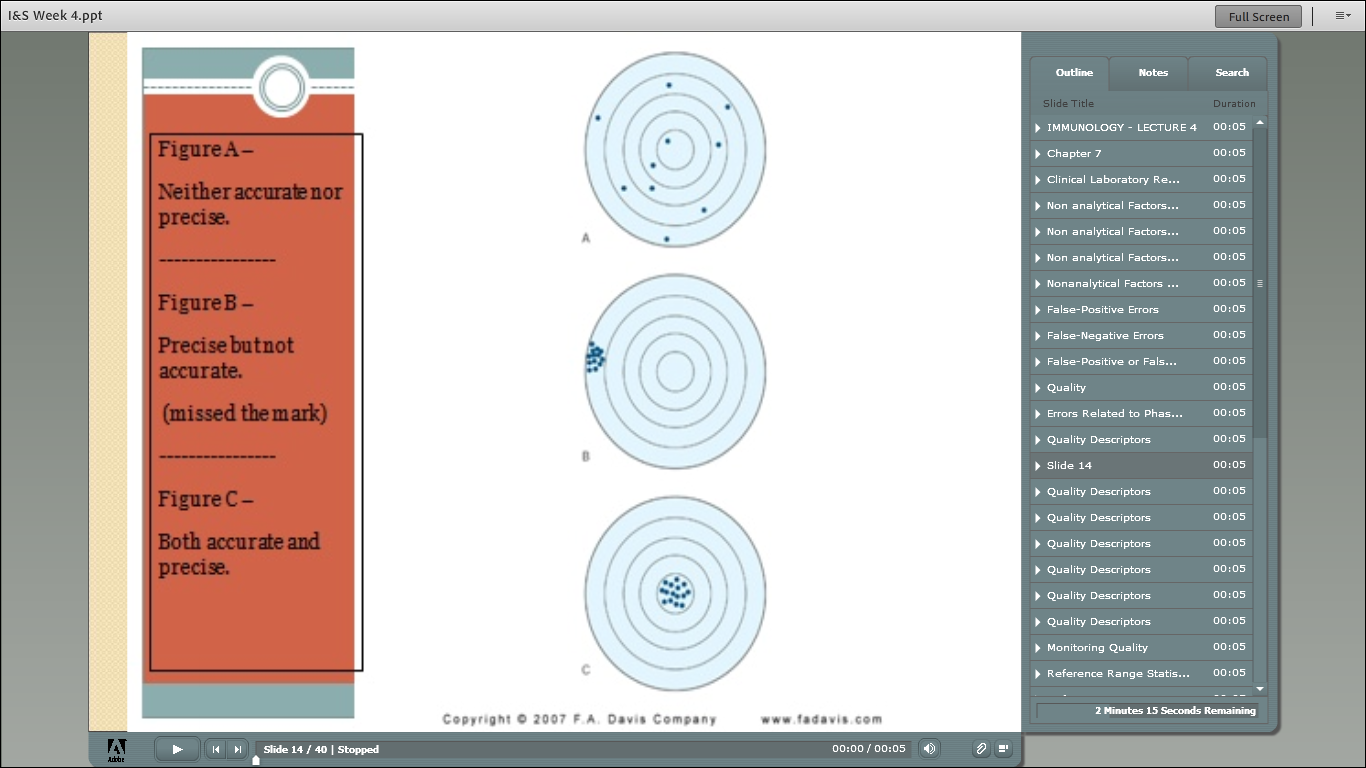 I&S Week 4.ppt
Full Screen
Figure A –
Neither accurate nor
precise.
----------------
Figure B –
Precise but not
accurate.
(missed the mark)
----------------
Figure C –
Both accurate and
precise.
A
B
C
Copyright © 2007 F.A. Davis Company www.fadavis.com
Outline Notes Search
Slide Title Duration
IMMUNOLOGY - LECTURE 4 00:05
Chapter 7 00:05
Clinical Laboratory Re... 00:05
Non analytical Factors... 00:05
Non analytical Factors... 00:05
Non analytical Factors... 00:05
Nonanalytical Factors ... 00:05
False-Positive Errors 00:05
False-Negative Errors 00:05
False-Positive or Fals... 00:05
Quality 00:05
Errors Related to Phas... 00:05
Quality Descriptors 00:05
Slide 14 00:05
Quality Descriptors 00:05
Quality Descriptors 00:05
Quality Descriptors 00:05
Quality Descriptors 00:05
Quality Descriptors 00:05
Quality Descriptors 00:05
Monitoring Quality 00:05
Reference Range Statis... 00:05
2 Minutes 15 Seconds Remaining
Adobe
Slide 14 / 40 | Stopped 00:00 / 00:05